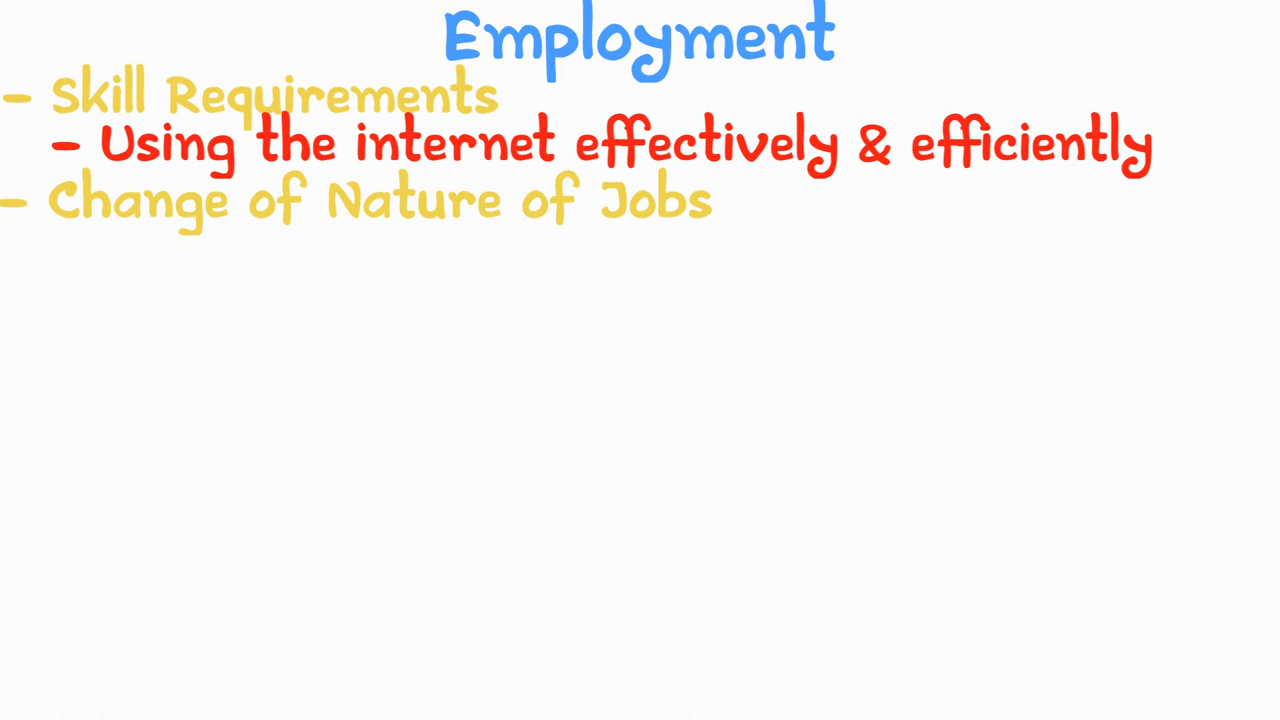 Employment
- Skill Requirements
- Using the internet effectively & efficiently
- Change of Nature of Jobs